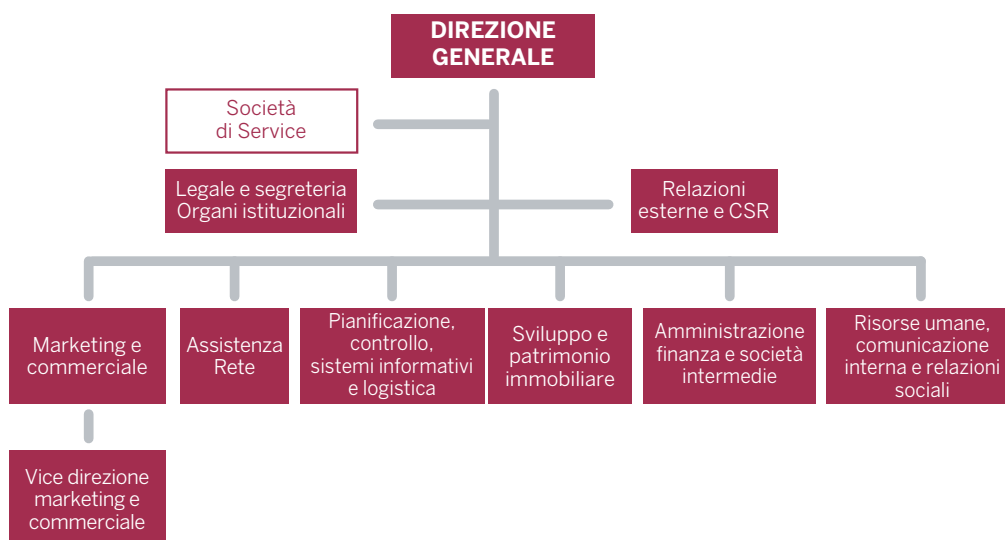 DIREZIONE
GENERALE
Società
di Service
Legale e segreteria
Organi istituzionali
Relazioni
esterne e CSR
Marketing e
commerciale
Assistenza
Rete
Pianificazione,
controllo,
sistemi informativi
e logistica
Sviluppo e
patrimonio
immobiliare
Amministrazione
finanza e società
intermedie
Risorse umane,
comunicazione
interna e relazioni
sociali
Vice direzione
marketing e
commerciale